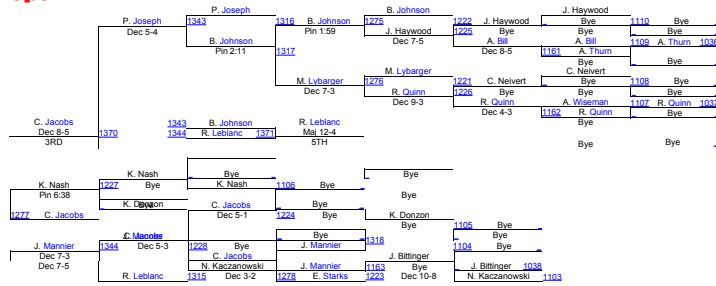 P. Joseph
B. Johnson
J. Haywood
P. Joseph 1343 1316 B. Johnson 1275 1222 J. Haywood Bye 1110 Bye
Dec 5-4 Pin 1:59 J. Haywood 1225 Bye
B. Johnson Dec 7-5 A. Bill A. Bill 1109 A. Thurn 1036
Pin 2:11 1317 Dec 8-5 1161 A. Thurn
Bye Bye
C. Neivert
M. Lybarger
M. Lybarger 1276 1221 C. Neivert Bye 1108 Bye
Dec 7-3 R. Quinn 1226 Bye
Dec 9-3 R. Quinn A. Wiseman 1107 R. Quinn 1037
Dec 4-3 1162 R. Quinn
C. Jacobs 1343 B. Johnson R. Leblanc Bye
Dec 8-5 1370 1344 R. Leblanc 1371 Maj 12-4
3RD 5TH Bye Bye
Bye
Bye
K. Nash Bye
K. Nash 1227 Bye K. Nash 1106 Bye
Pin 6:38 Bye
K. Donzon
C. Jacobs Bye
1277 C. Jacobs Dec 5-1 1224 Bye K. Donzon
1105 Bye
Bye 1318 Bye
J. Mannier 1344 Dec 5-3 1228 Bye J. Mannier 1104 Bye
Dec 7-3 C. Jacobs J. Bittinger
Dec 7-5 N. Kaczanowski J. Mannier 1163 Bye J. Bittinger 1038
R. Leblanc 1315 Dec 3-2 1278 E. Starks 1223 Dec 10-8 N. Kaczanowski 1103